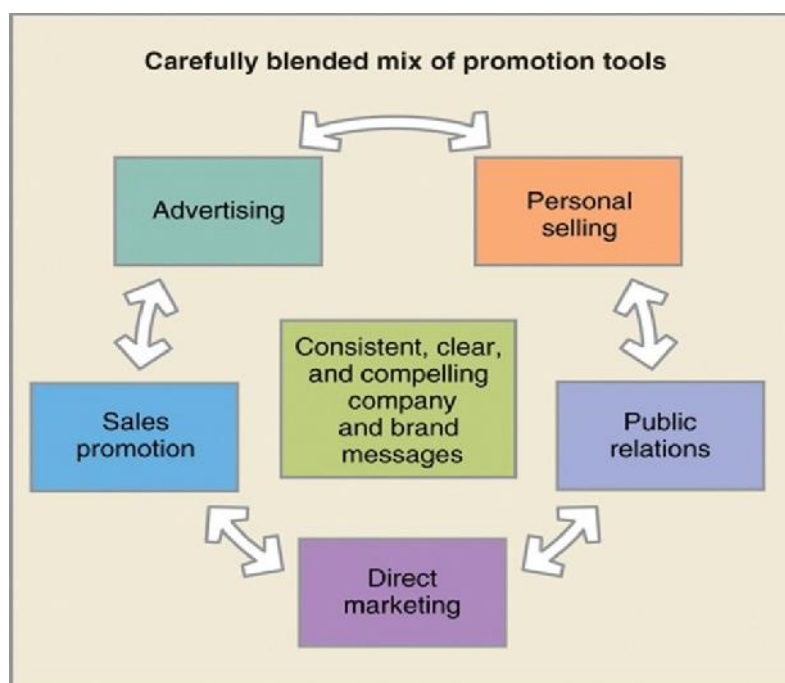 Carefully blended mix of promotion tools
Advertising
Personal
selling
Consistent, clear,
and compelling
company
and brand
messages
Sales
promotion
Public
relations
Direct
marketing